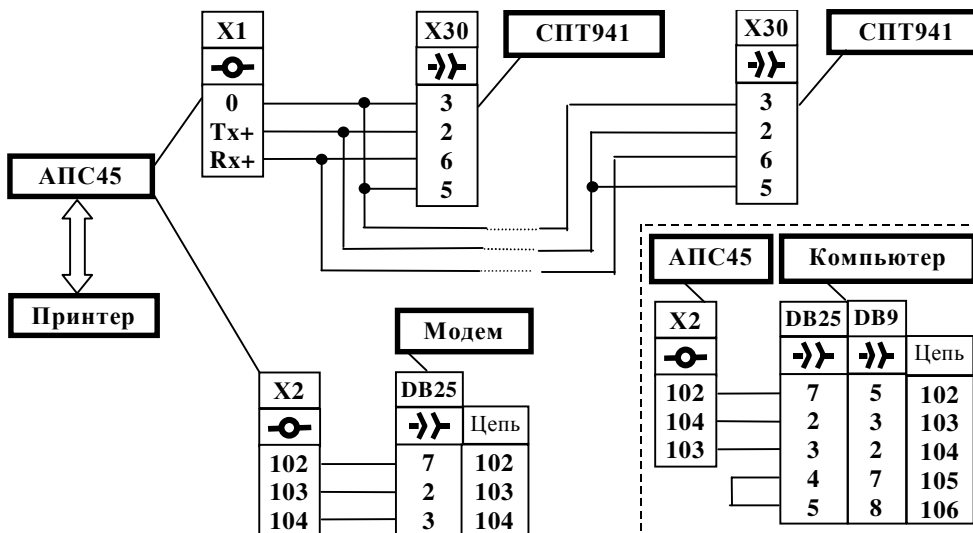 X1
0
Tx+
Rx+
X30
3
2
6
5
СПТ941
X30
3
2
6
5
СПТ941
АПС45
Принтер
X2
102
103
104
Модем
DB25
Цепь
7 102
2 103
3 104
АПС45
Компьютер
X2
102
104
103
DB25 DB9
Цепь
7 5 102
2 3 103
3 2 104
4 7 105
5 8 106